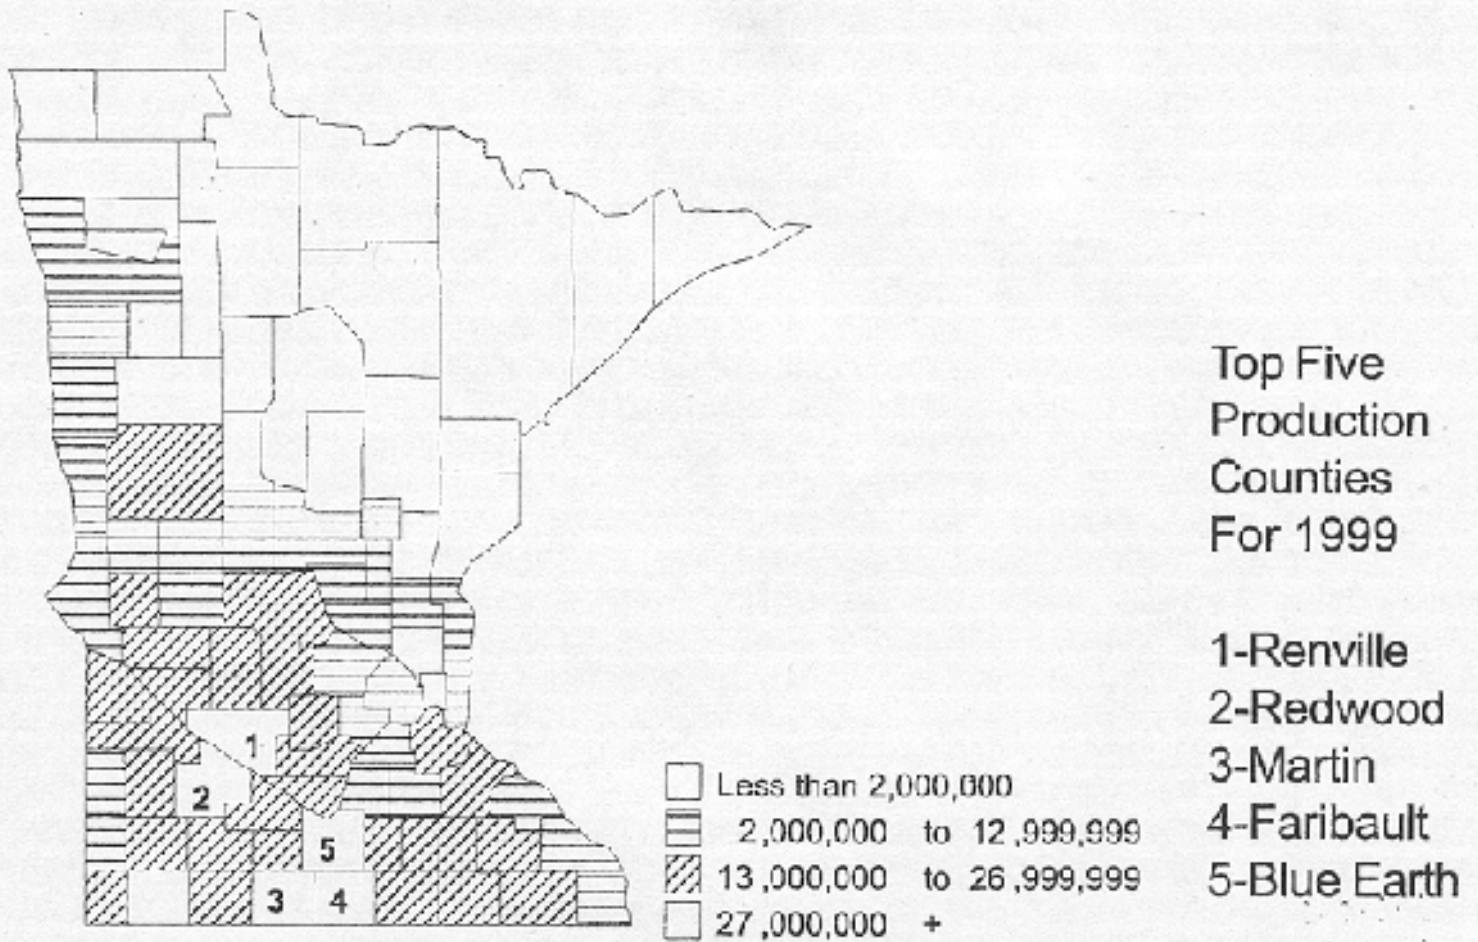 Top Five
Production
Counties
For 1999
1-Renville
2-Redwood
3-Martin
4-Faribault
5-Blue Earth
1
2
5
3 4
Less than 2,000,000
2,000,000 to 12,999,999
13,000,000 to 26,999,999
27,000,000 +